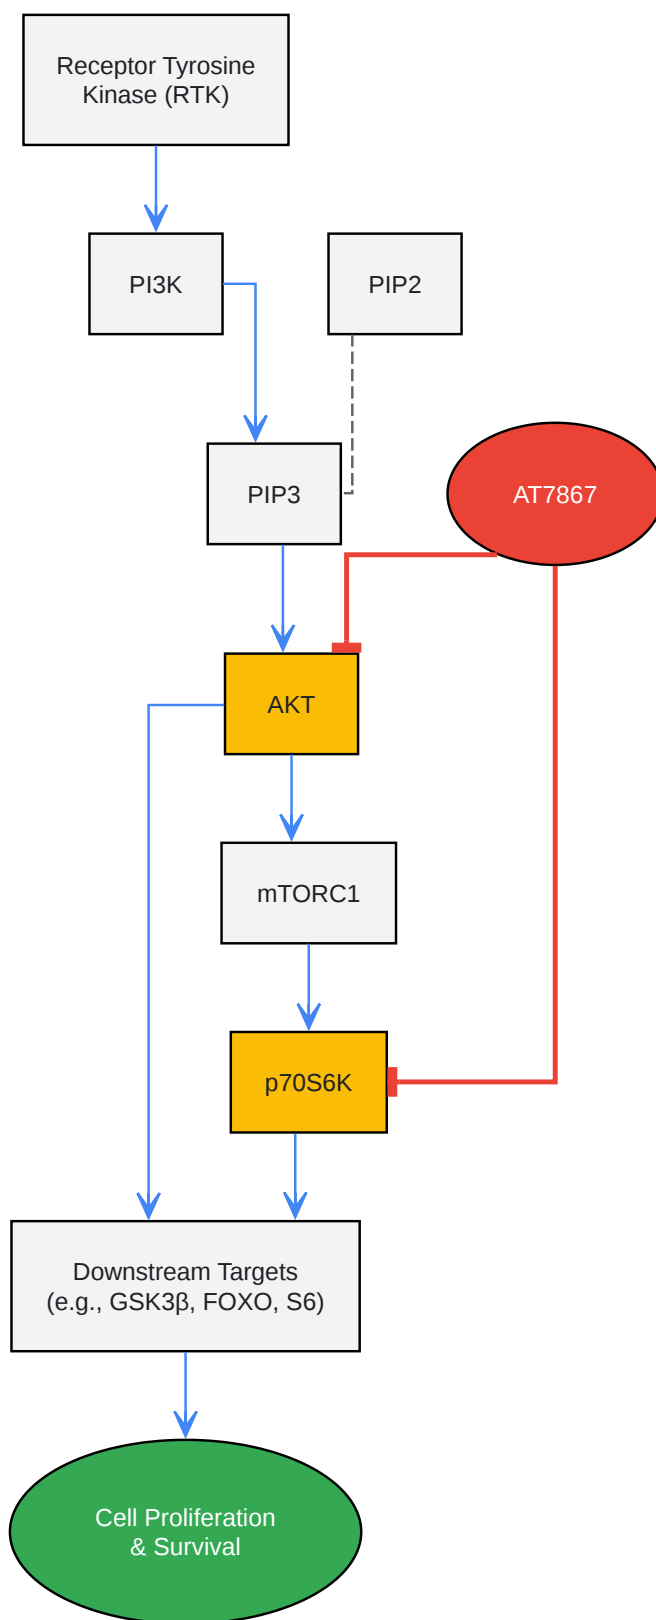 Receptor Tyrosine
Kinase (RTK)
PI3K
PIP2
PIP3
AT7867
AKT
mTORC1
p70S6K
Downstream Targets
(e.g., GSK3β, FOXO, S6)
Cell Proliferation
& Survival